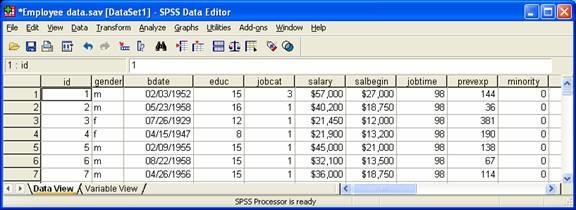 *Employee data.sav [DataSet1] - SPSS Data Editor
File Edit View Data Transform Analyze Graphs Utilities Add-ons Window Help
1 : id 1
id gender bdate educ jobcat salary salbegin jobtime prevexp minority
1 1 m 02/03/1952 15 3 $57,000 $27,000 98 144 0
2 2 m 05/23/1958 16 1 $40,200 $18,750 98 36 0
3 3 f 07/26/1929 12 1 $21,450 $12,000 98 381 0
4 4 f 04/15/1947 8 1 $21,900 $13,200 98 190 0
5 5 m 02/09/1955 15 1 $45,000 $21,000 98 138 0
6 6 m 08/22/1958 15 1 $32,100 $13,500 98 67 0
7 7 m 04/26/1956 15 1 $36,000 $18,750 98 114 0
Data View Variable View
SPSS Processor is ready